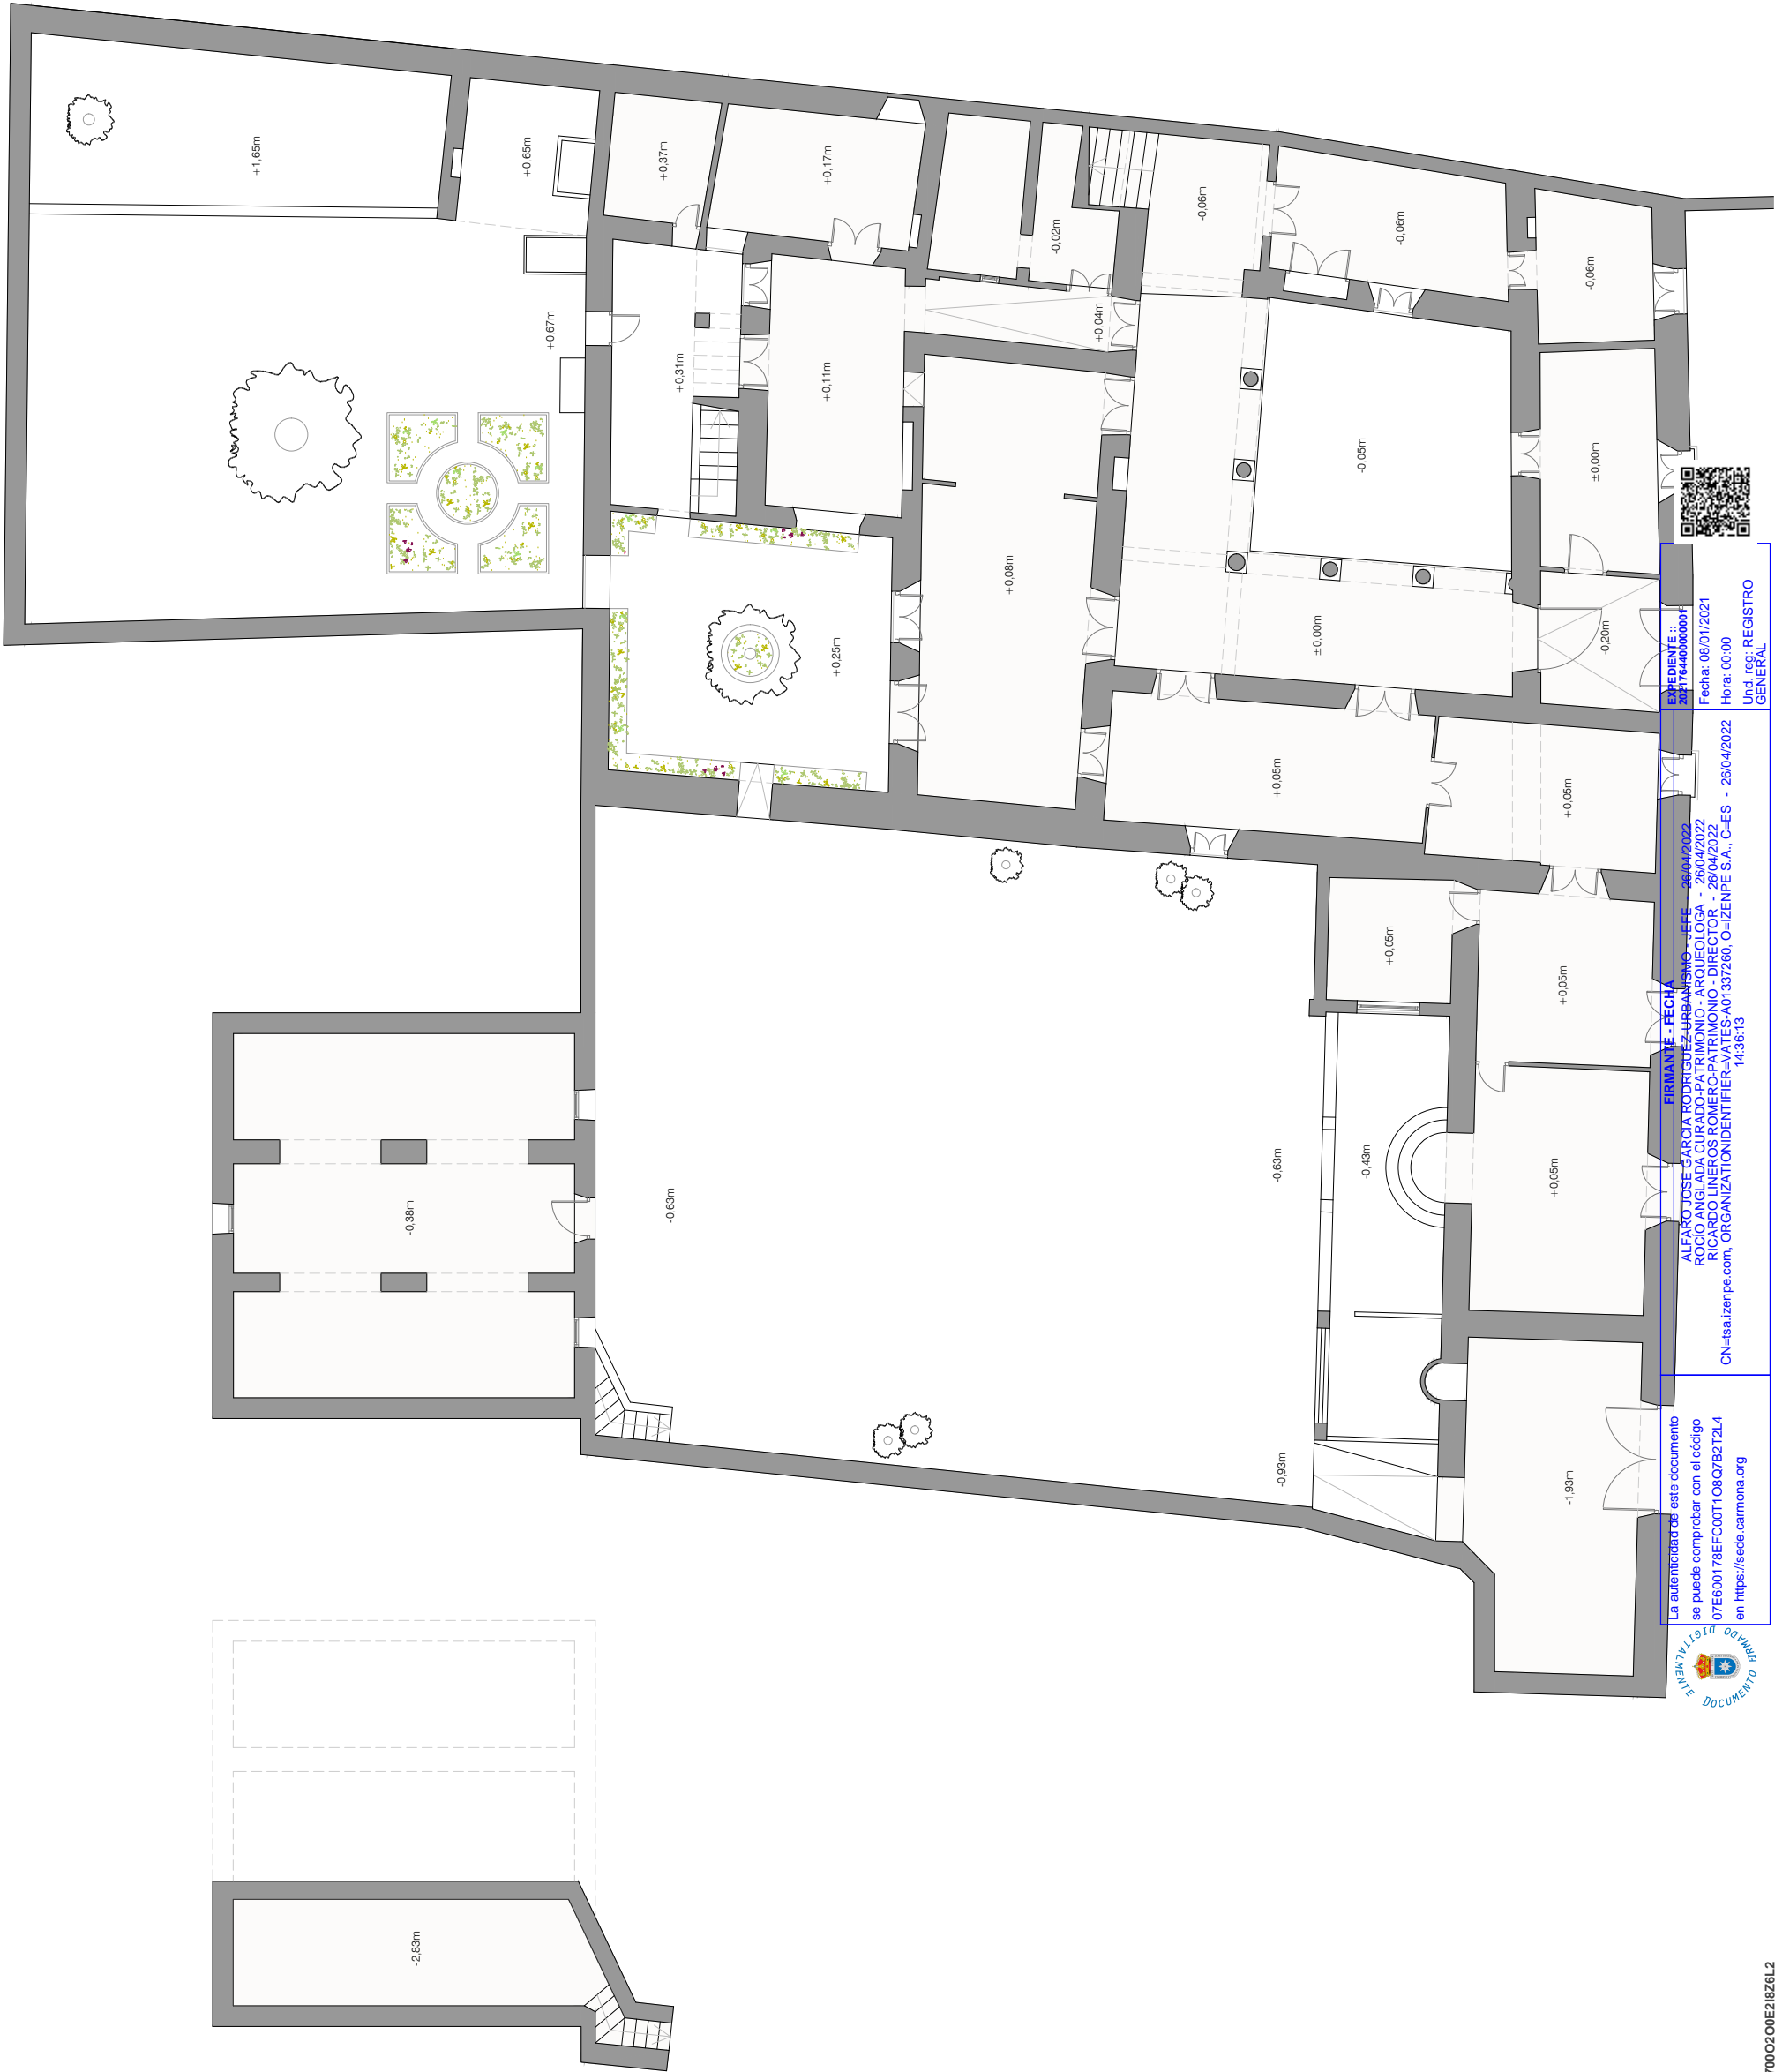 +1,65m
+0,65m
+0,37m
+0,17m
-0,02m
-0,06m
-0,06m
-0,06m
+0,67m
+0,31m
+0,11m
+0,04m
-0,05m
±0,00m
+0,08m
±0,00m
-0,20m
+0,25m
+0,05m
+0,05m
+0,05m
+0,05m
+0,05m
-0,43m
-0,63m
-0,63m
-0,38m
-0,93m
-1,93m
-2,83m
La autenticidad de este documento
se puede comprobar con el código
07E600178EFC00T1O8Q7B2T2L4
en https://sede.carmona.org
FIRMANTE - FECHA
ALFARO JOSE GARCIA RODRIGUEZ-URBANISMO - JEFE - 26/04/2022
ROCÍO ANGLADA CURADO-PATRIMONIO - ARQUEOLOGA - 26/04/2022
RICARDO LINEROS ROMERO-PATRIMONIO - DIRECTOR - 26/04/2022
CN=tsa.izenpe.com, ORGANIZATIONIDENTIFIER=VATES-A01337260, O=IZENPE S.A., C=ES - 26/04/2022
14:36:13
EXPEDIENTE ::
Fecha: 08/01/2021
Hora: 00:00
Und. reg: REGISTRO
GENERAL
DOCUMENTO FIRMADO DIGITALMENTE